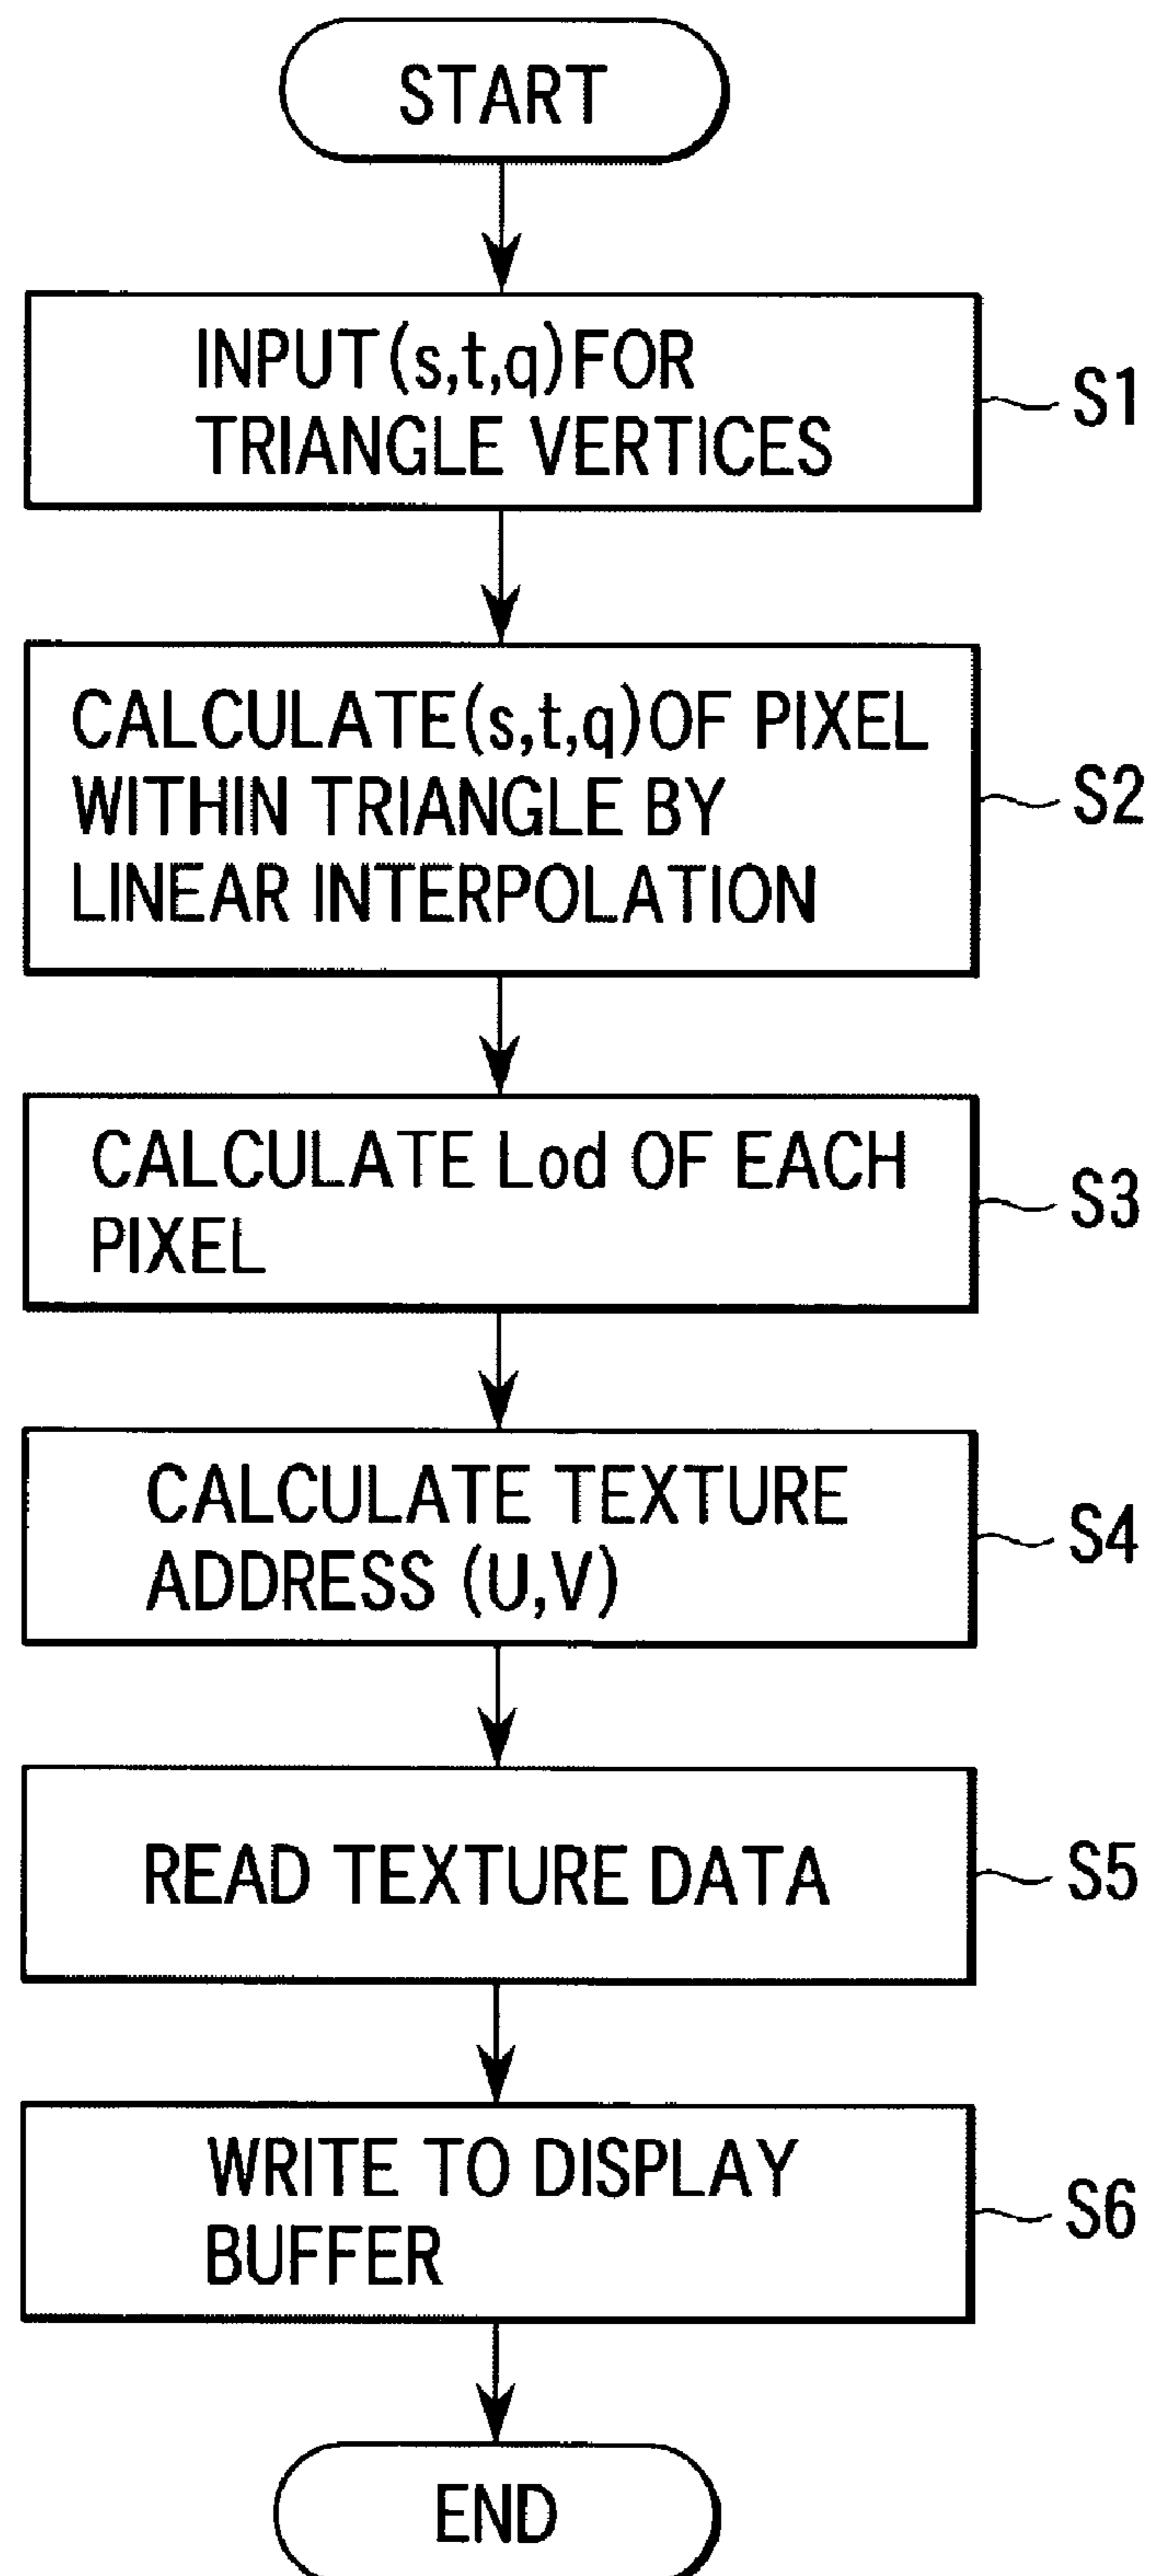 START
INPUT(s,t,q)FOR
TRIANGLE VERTICES
S1
CALCULATE(s,t,q)OF PIXEL
WITHIN TRIANGLE BY
LINEAR INTERPOLATION
S2
CALCULATE Lod OF EACH
PIXEL
S3
CALCULATE TEXTURE
ADDRESS (U,V)
S4
READ TEXTURE DATA
S5
WRITE TO DISPLAY
BUFFER
S6
END